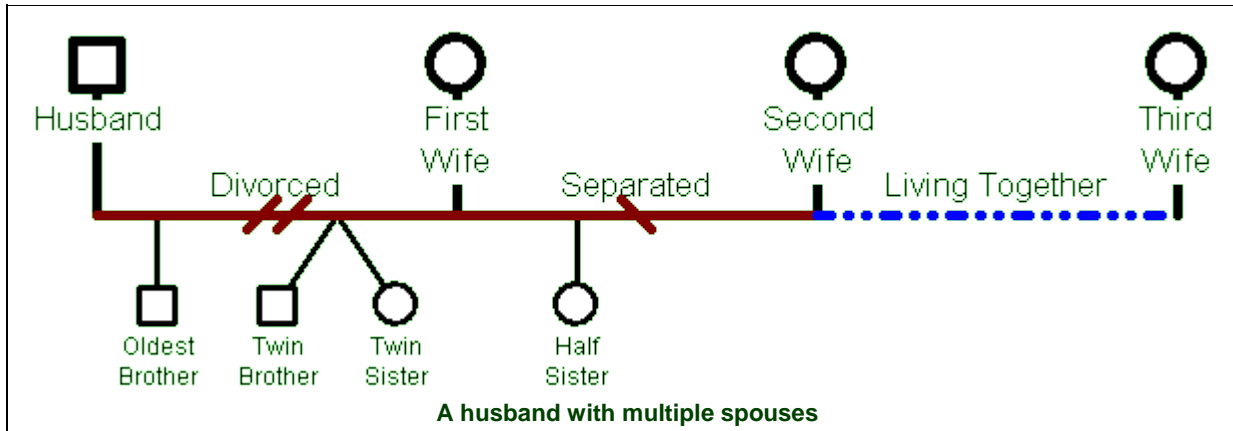 Husband
First
Wife
Second
Wife
Third
Wife
Divorced
Separated
Living Together
Oldest
Brother
Twin
Brother
Twin
Sister
Half
Sister
A husband with multiple spouses